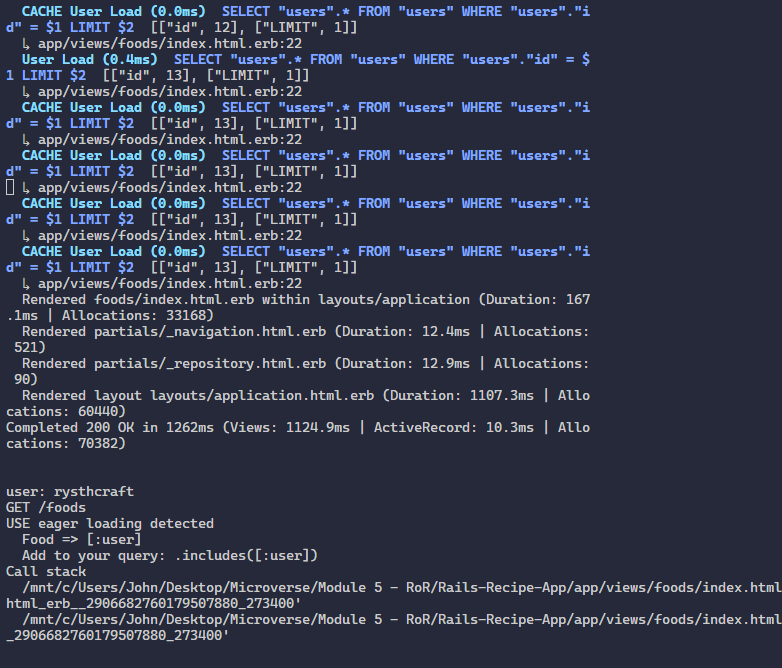 CACHE User Load (0.0ms)  SELECT "users".* FROM "users" WHERE "users"."i
d" = $1 LIMIT $2  [["id", 12], ["LIMIT", 1]]
↳ app/views/foods/index.html.erb:22
User Load (0.4ms)  SELECT "users".* FROM "users" WHERE "users"."id" = $
1 LIMIT $2  [["id", 13], ["LIMIT", 1]]
↳ app/views/foods/index.html.erb:22
CACHE User Load (0.0ms)  SELECT "users".* FROM "users" WHERE "users"."i
d" = $1 LIMIT $2  [["id", 13], ["LIMIT", 1]]
↳ app/views/foods/index.html.erb:22
CACHE User Load (0.0ms)  SELECT "users".* FROM "users" WHERE "users"."i
d" = $1 LIMIT $2  [["id", 13], ["LIMIT", 1]]
↳ app/views/foods/index.html.erb:22
CACHE User Load (0.0ms)  SELECT "users".* FROM "users" WHERE "users"."i
d" = $1 LIMIT $2  [["id", 13], ["LIMIT", 1]]
↳ app/views/foods/index.html.erb:22
CACHE User Load (0.0ms)  SELECT "users".* FROM "users" WHERE "users"."i
d" = $1 LIMIT $2  [["id", 13], ["LIMIT", 1]]
↳ app/views/foods/index.html.erb:22
Rendered foods/index.html.erb within layouts/application (Duration: 167
.1ms | Allocations: 33168)
Rendered partials/_navigation.html.erb (Duration: 12.4ms | Allocations:
521)
Rendered partials/_repository.html.erb (Duration: 12.9ms | Allocations:
90)
Rendered layout layouts/application.html.erb (Duration: 1107.3ms | Allo
cations: 60440)
Completed 200 OK in 1262ms (Views: 1124.9ms | ActiveRecord: 10.3ms | Allo
cations: 70382)
user: rysthcraft
GET /foods
USE eager loading detected
Food => [:user]
Add to your query: .includes([:user])
Call stack
/mnt/c/Users/John/Desktop/Microverse/Module 5 - RoR/Rails-Recipe-App/app/views/foods/index.html
html_erb__2906682760179507880_273400'
/mnt/c/Users/John/Desktop/Microverse/Module 5 - RoR/Rails-Recipe-App/app/views/foods/index.html
_2906682760179507880_273400'